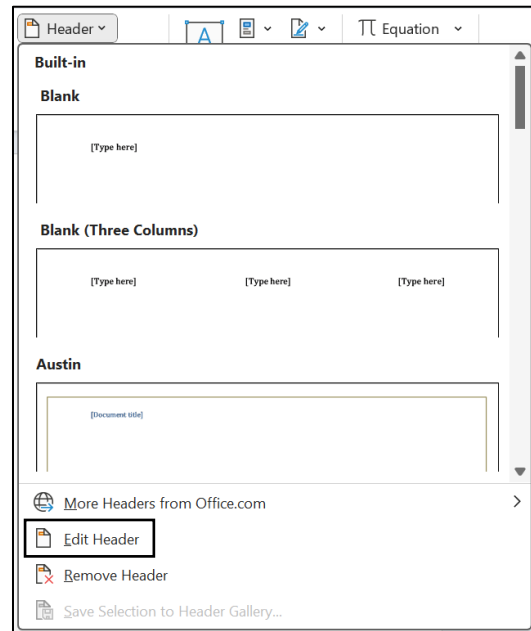 Header
A
π Equation
Built-in
Blank
[Type here]
Blank (Three Columns)
[Type here] [Type here] [Type here]
Austin
[Document title]
More Headers from Office.com
Edit Header
Remove Header
Save Selection to Header Gallery...